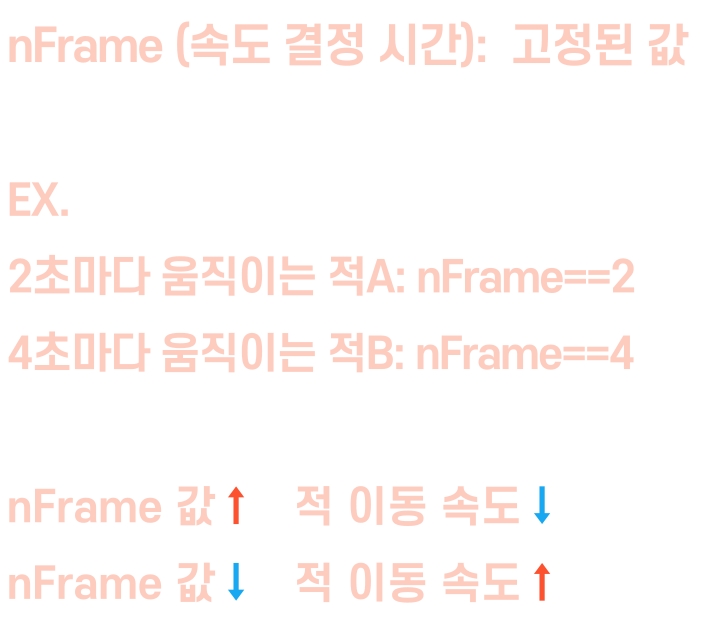 nFrame (속도 결정 시간): 고정된 값
EX.
2초마다 움직이는 적A: nFrame==2
4초마다 움직이는 적B: nFrame==4
nFrame 값 ↑ 적 이동 속도 ↓
nFrame 값 ↓ 적 이동 속도 ↑